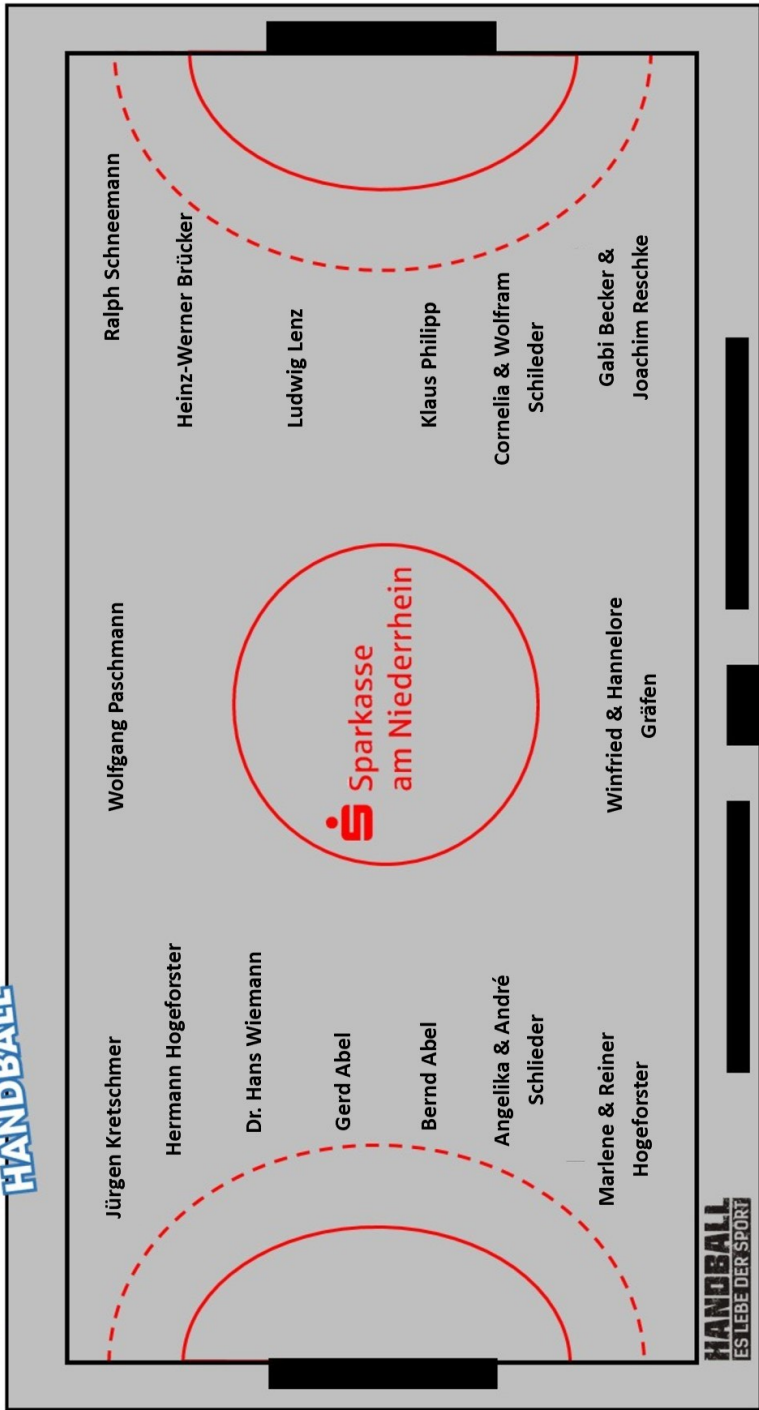 HANDBALL
Jürgen Kretschmer
Hermann Hogeforster
Dr. Hans Wiemann
Gerd Abel
Bernd Abel
Angelika & André
Schlieder
Marlene & Reiner
Hogeforster
Wolfgang Paschmann
Sparkasse
am Niederrhein
Winfried & Hannelore
Gräfen
Ralph Schneemann
Heinz-Werner Brücker
Ludwig Lenz
Klaus Philipp
Cornelia & Wolfram
Schileder
Gabi Becker &
Joachim Reschke
HANDBALL
ES LEBE DER SPORT